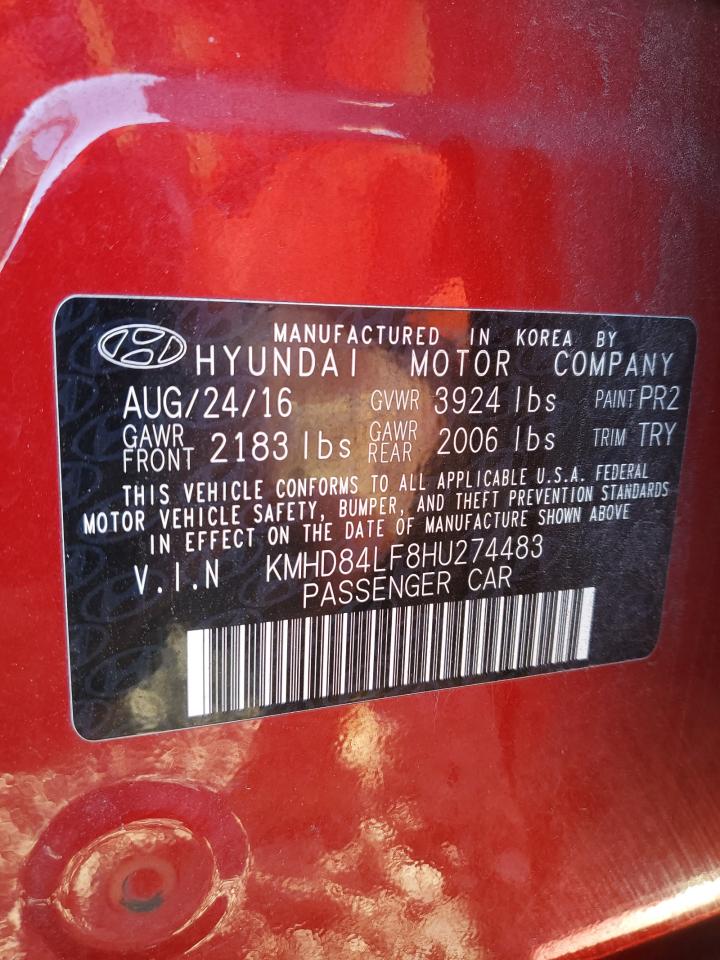 MANUFACTURED IN KOREA BY
HYUNDAI MOTOR COMPANY
AUG/24/16 GVWR 3924 lbs PAINT PR2
GAWR FRONT 2183 lbs GAWR REAR 2006 lbs TRIM TRY
THIS VEHICLE CONFORMS TO ALL APPLICABLE U.S.A. FEDERAL
MOTOR VEHICLE SAFETY, BUMPER, AND THEFT PREVENTION STANDARDS
IN EFFECT ON THE DATE OF MANUFACTURE SHOWN ABOVE
V.I.N KMHD84LF8HU274483
PASSENGER CAR